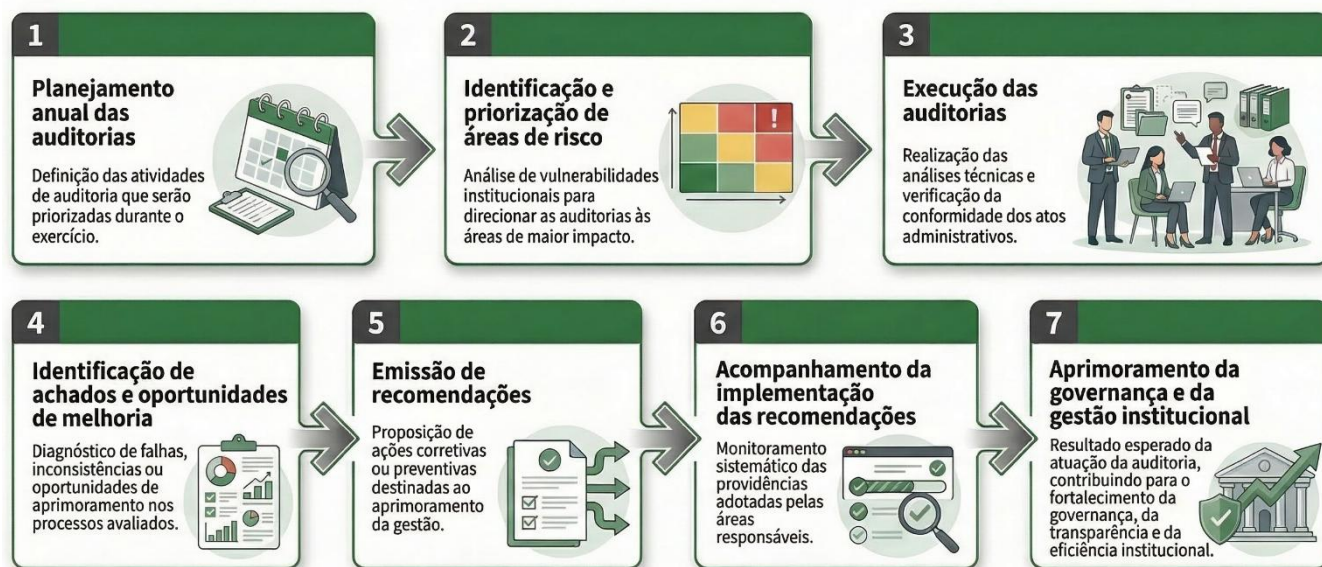 1
Planejamento
anual das
auditorias
Definição das atividades
de auditoria que serão
priorizadas durante o
exercício.
2
Identificação e
priorização de
áreas de risco
Análise de vulnerabilidades
institucionais para
direcionar as auditorias às
áreas de maior impacto.
!
3
Execução das
auditorias
Realização das
análises técnicas e
verificação da
conformidade dos atos
administrativos.
4
Identificação de
achados e oportunidades
de melhoria
Diagnóstico de falhas,
inconsistências ou
oportunidades de
aprimoramento nos
processos avaliados.
5
Emissão de
recomendações
Proposição de
ações corretivas
ou preventivas
destinadas ao
aprimoramento
da gestão.
6
Acompanhamento da
implementação
das recomendações
Monitoramento
sistemático das
providências
adotadas pelas
áreas
responsáveis.
7
Aprimoramento da
governança e da
gestão institucional
Resultado esperado da
atuação da auditoria,
contribuindo para o
fortalecimento da
governança, da
transparência e da
eficiência institucional.